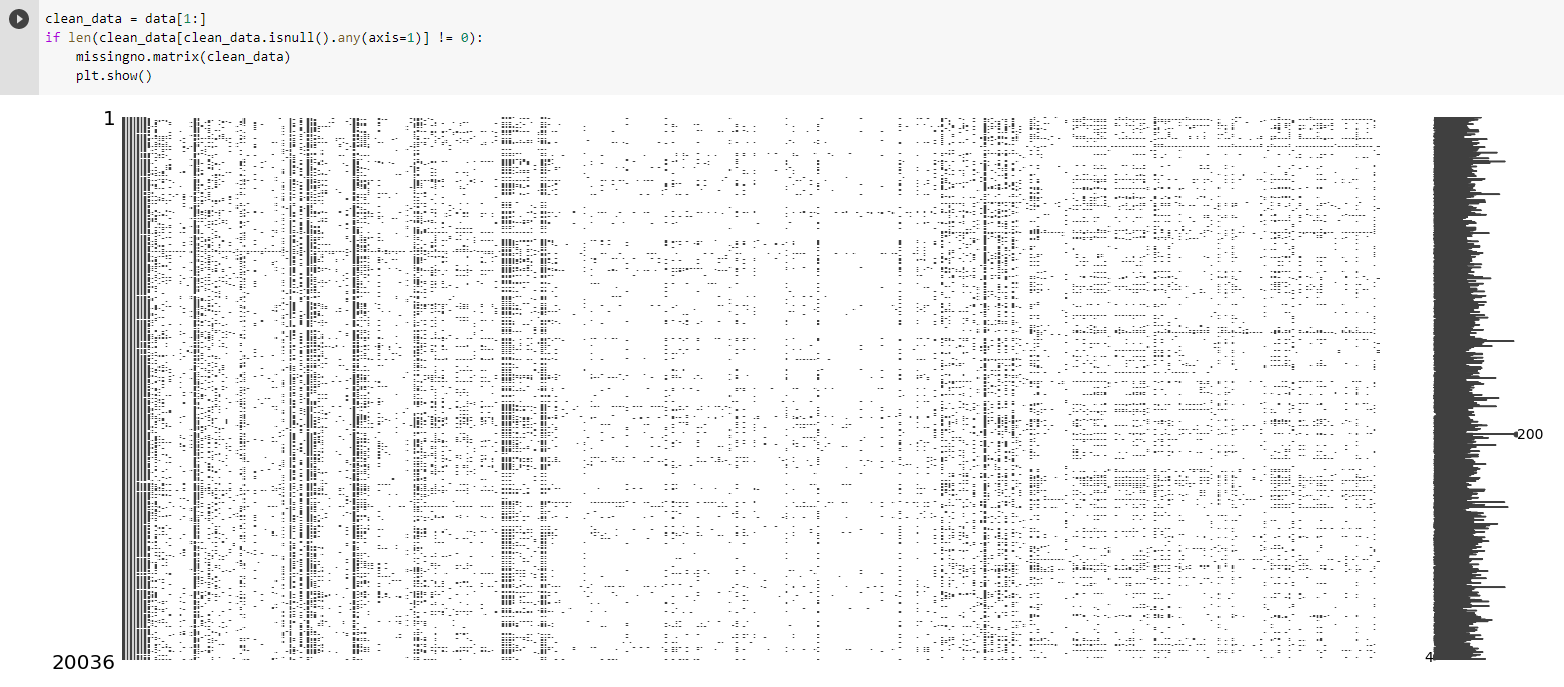 clean_data = data[1:]
if len(clean_data[clean_data.isnull().any(axis=1)] != 0):
    missingno.matrix(clean_data)
    plt.show()
1
200
20036
4